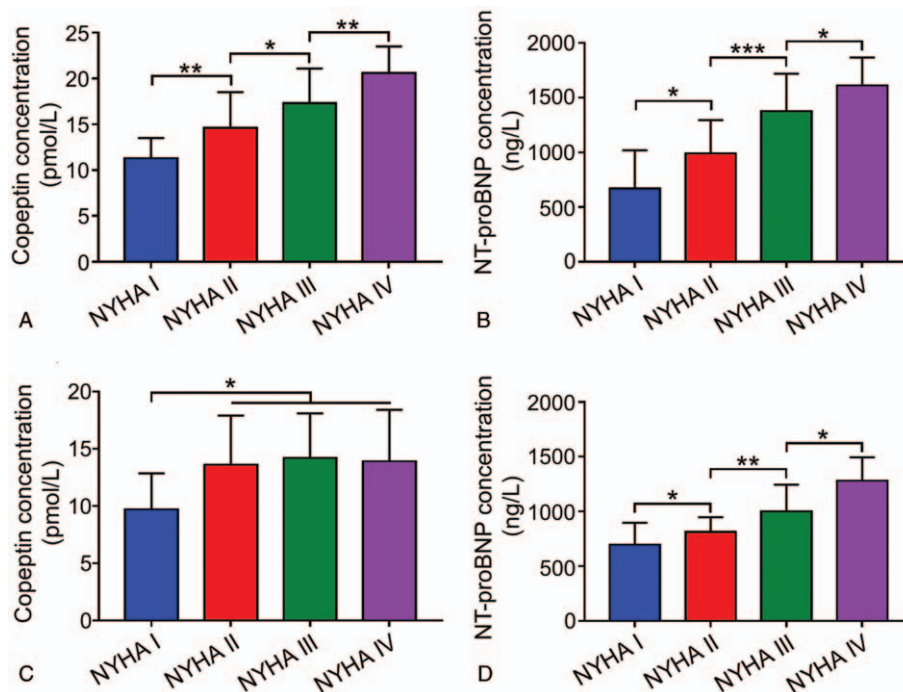 Copeptin concentration
(pmol/L)
25
20
15
10
5
0
**
*
**
NYHA I
NYHA II
NYHA III
NYHA IV
A
NT-proBNP concentration
(ng/L)
2000
1500
1000
500
0
*
***
*
NYHA I
NYHA II
NYHA III
NYHA IV
B
Copeptin concentration
(pmol/L)
20
15
10
5
0
*
NYHA I
NYHA II
NYHA III
NYHA IV
C
NT-proBNP concentration
(ng/L)
2000
1500
1000
500
0
*
**
*
NYHA I
NYHA II
NYHA III
NYHA IV
D